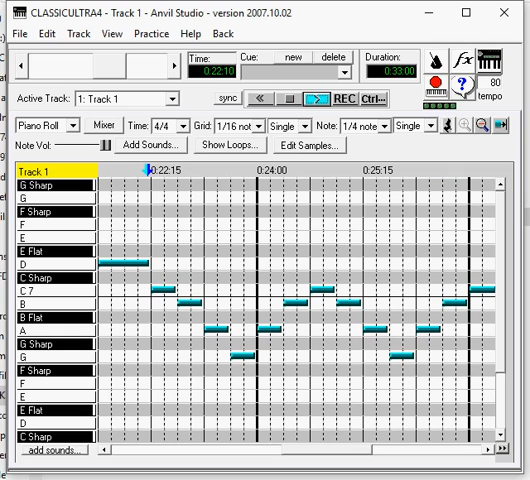 CLASSICULTRA4 - Track 1 - Anvil Studio - version 2007.10.02
File Edit Track View Practice Help Back
Time: Cue: new delete Duration:
0:22:10 0:33:00
fx
80
Active Track: 1: Track 1 sync REC Ctrl... tempo
Piano Roll Mixer Time: 4/4 Grid: 1/16 not Single Note: 1/4 note Single
Note Vol: Add Sounds... Show Loops... Edit Samples...
Track 1 0:22:15 0:24:00 0:25:15
G Sharp
G
F Sharp
F
E
E Flat
D
C Sharp
C 7
B
B Flat
A
G Sharp
G
F Sharp
F
E
E Flat
D
C Sharp
add sounds...